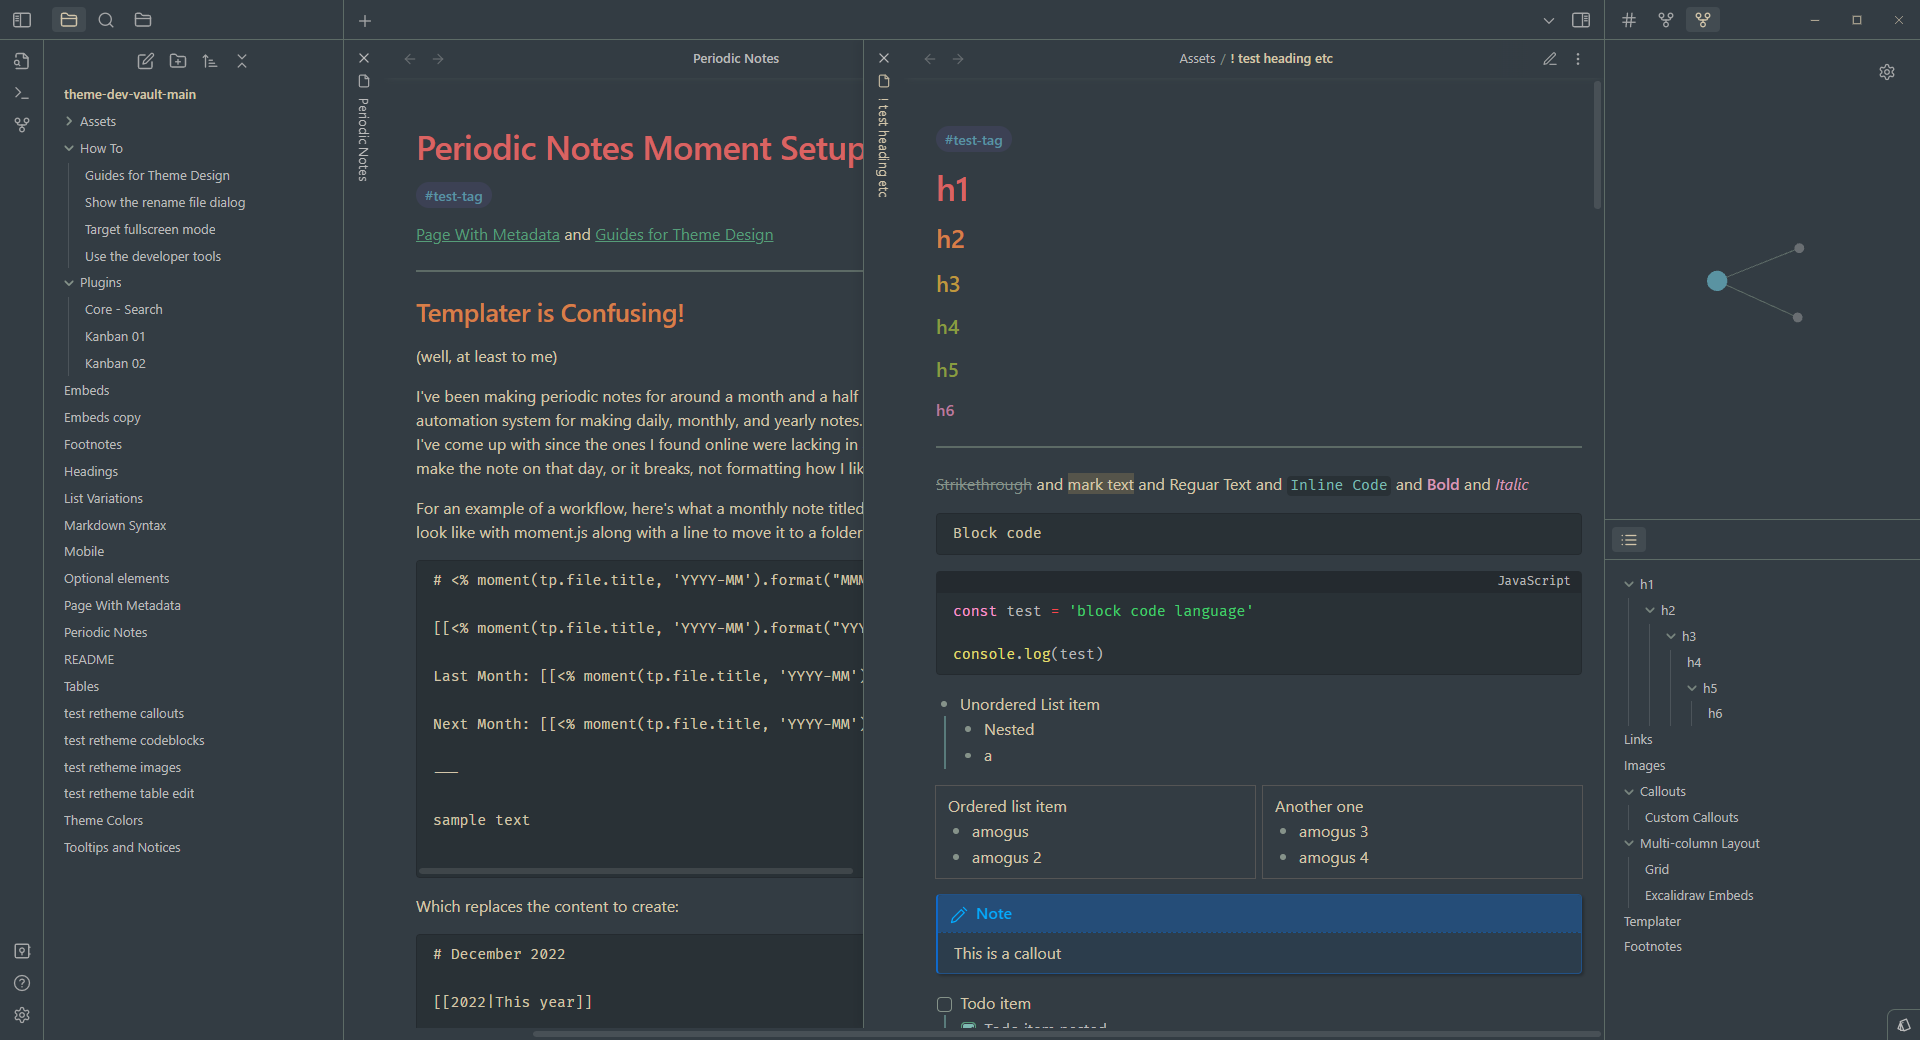 theme-dev-vault-main
Assets
How To
Guides for Theme Design
Show the rename file dialog
Target fullscreen mode
Use the developer tools
Plugins
Core - Search
Kanban 01
Kanban 02
Embeds
Embeds copy
Footnotes
Headings
List Variations
Markdown Syntax
Mobile
Optional elements
Page With Metadata
Periodic Notes
README
Tables
test retheme callouts
test retheme codeblocks
test retheme images
test retheme table edit
Theme Colors
Tooltips and Notices
Periodic Notes
Periodic Notes
Periodic Notes Moment Setup
#test-tag
Page With Metadata and Guides for Theme Design
Templater is Confusing!
(well, at least to me)
I've been making periodic notes for around a month and a half
automation system for making daily, monthly, and yearly notes.
I've come up with since the ones I found online were lacking in
make the note on that day, or it breaks, not formatting how I lik
For an example of a workflow, here's what a monthly note titled
look like with moment.js along with a line to move it to a folder
# <% moment(tp.file.title, 'YYYY-MM').format("MMM
[[<% moment(tp.file.title, 'YYYY-MM').format("YYY
Last Month: [[<% moment(tp.file.title, 'YYYY-MM')
Next Month: [[<% moment(tp.file.title, 'YYYY-MM')
---
sample text
Which replaces the content to create:
# December 2022
[[2022|This year]]
! test heading etc
Assets / ! test heading etc
#test-tag
h1
h2
h3
h4
h5
h6
Strikethrough and mark text and Reguar Text and Inline Code and Bold and Italic
Block code
JavaScript
const test = 'block code language'
console.log(test)
Unordered List item
Nested
a
Ordered list item
amogus
amogus 2
Another one
amogus 3
amogus 4
Note
This is a callout
Todo item
Todo item nested
h1
h2
h3
h4
h5
h6
Links
Images
Callouts
Custom Callouts
Multi-column Layout
Grid
Excalidraw Embeds
Templater
Footnotes